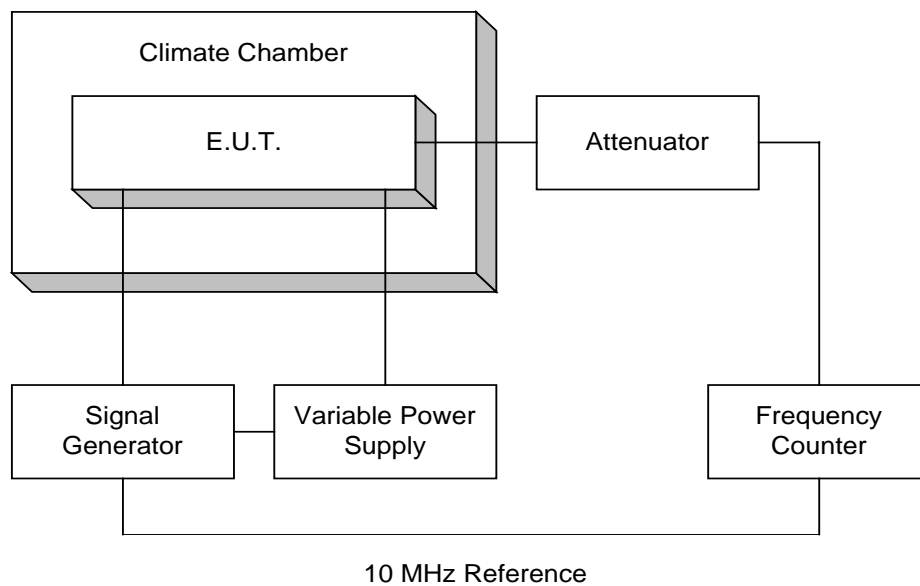 Climate Chamber
E.U.T.
Attenuator
Signal
Generator
Variable Power
Supply
Frequency
Counter
10 MHz Reference